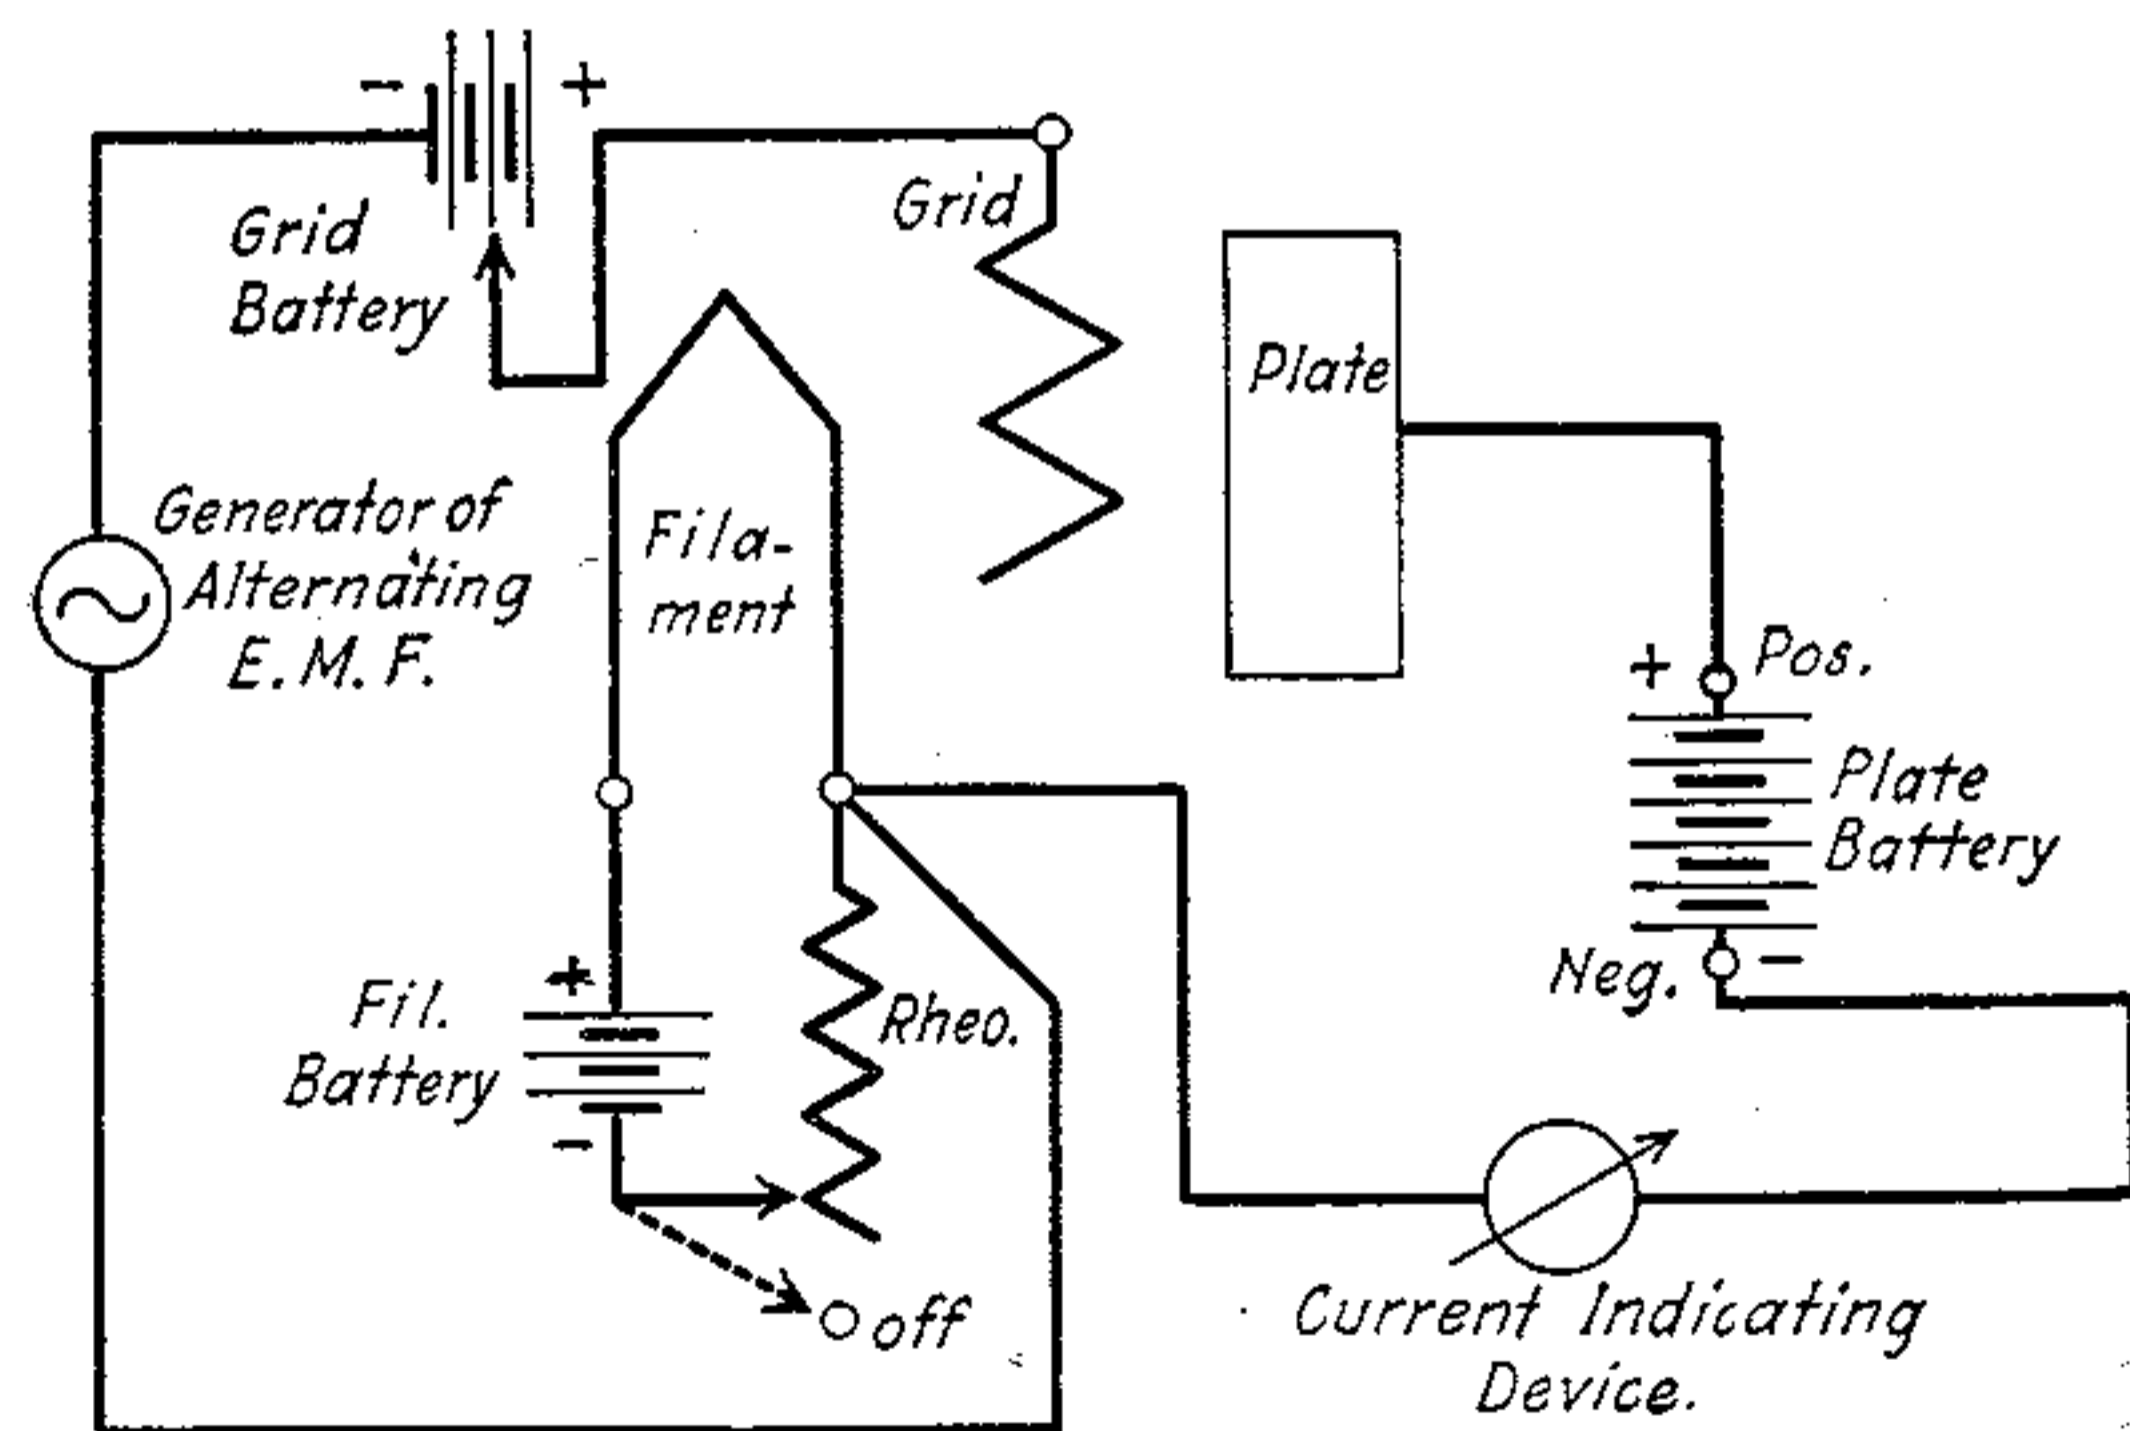 - +
Grid
Battery
Grid
Plate
Generator of
Alternating
E.M.F.
Fila-
ment
+ Pos.
Plate
Battery
Neg. -
+
Fil.
Battery
-
Rheo.
off
Current Indicating
Device.